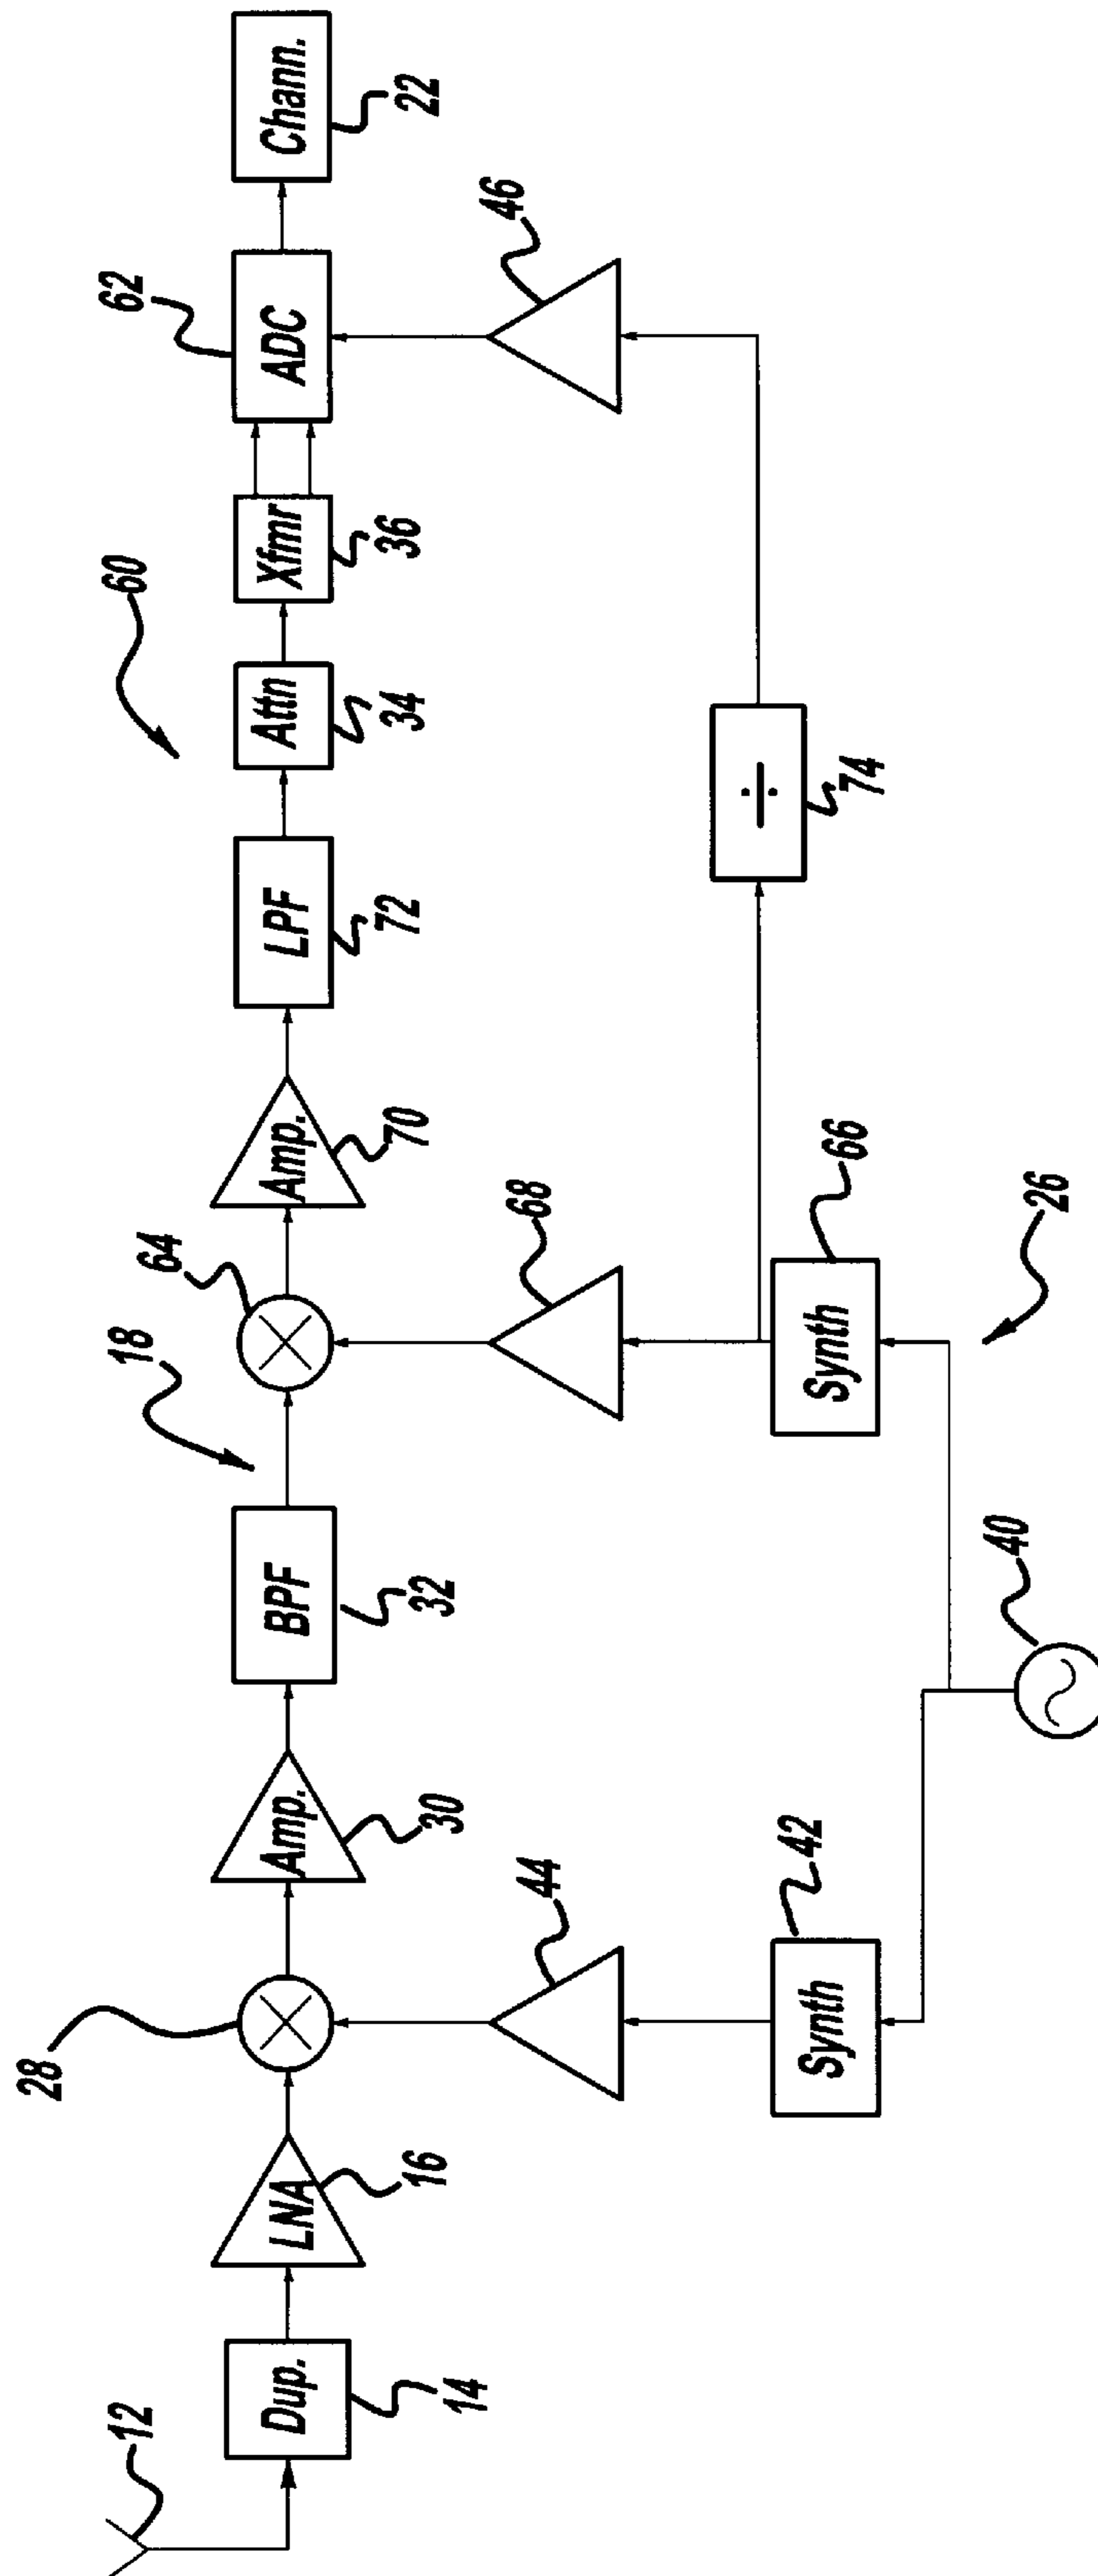 12
Dup.
14
LNA
16
28
Amp.
30
BPF
32
18
64
Amp.
70
LPF
72
60
Attn
34
Xfmr
36
62
ADC
Chann.
22
44
42
Synth
68
66
Synth
26
40
÷
74
46